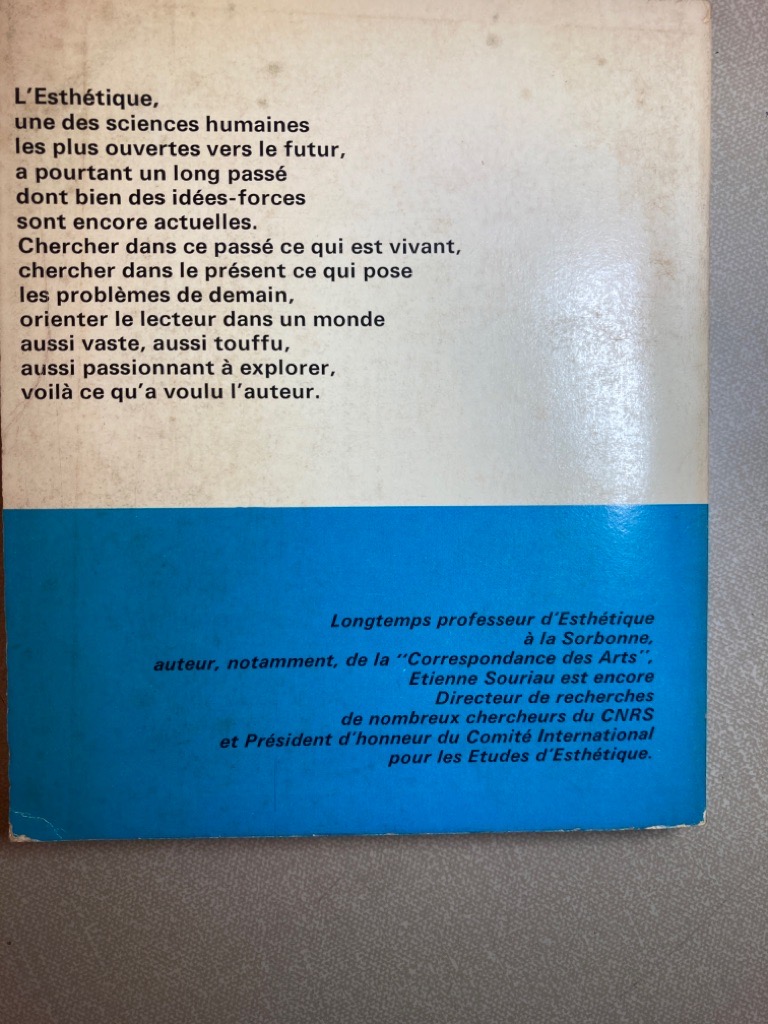 L'Esthétique,
une des sciences humaines
les plus ouvertes vers le futur,
a pourtant un long passé
dont bien des idées-forces
sont encore actuelles.
Chercher dans ce passé ce qui est vivant,
chercher dans le présent ce qui pose
les problèmes de demain,
orienter le lecteur dans un monde
aussi vaste, aussi touffu,
aussi passionnant à explorer,
voilà ce qu'a voulu l'auteur.
Longtemps professeur d'Esthétique
à la Sorbonne,
auteur, notamment, de la "Correspondance des Arts",
Etienne Souriau est encore
Directeur de recherches
de nombreux chercheurs du CNRS
et Président d'honneur du Comité International
pour les Etudes d'Esthétique.